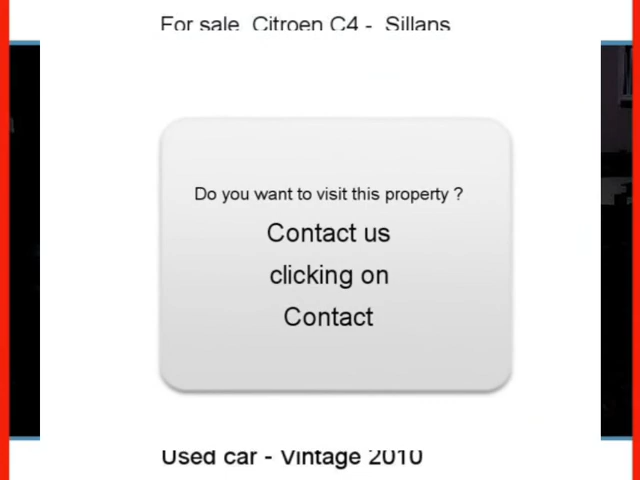 For sale Citroen C4 - Sillans
Do you want to visit this property ?
Contact us
clicking on
Contact
Used car - Vintage 2010